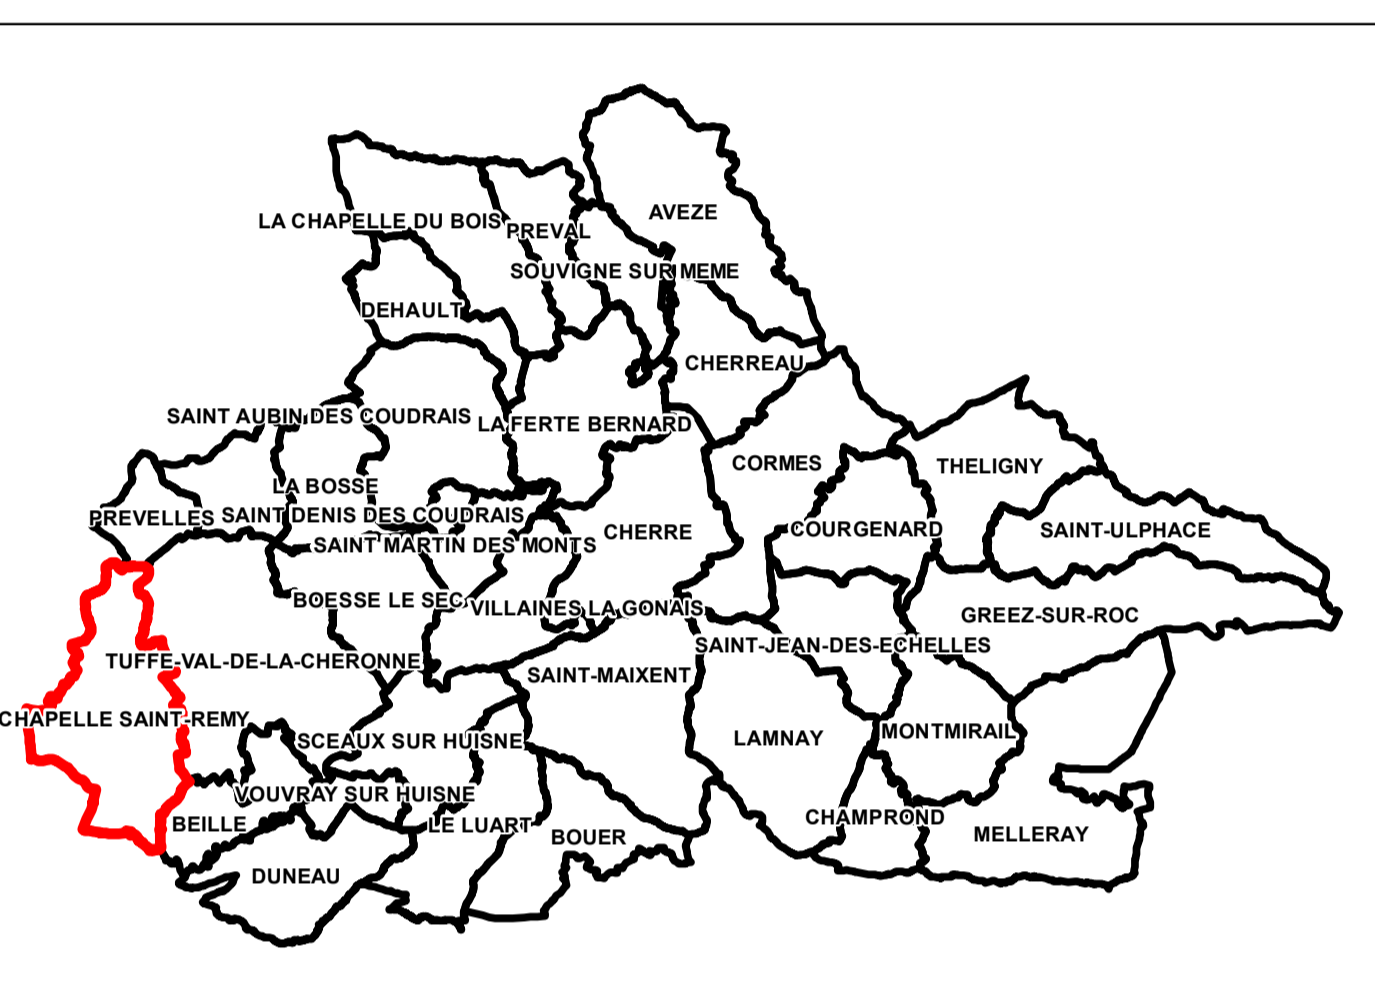 AVEZE
LA CHAPELLE DU BOIS
PREVAL
SOUVIGNE SUR MEME
DEHAULT
CHERREAU
SAINT AUBIN DES COUDRAIS
LA FERTE BERNARD
CORMES
THELIGNY
LA BOSSE
PREVELLES
SAINT DENIS DES COUDRAIS
CHERRE
COURGENARD
SAINT-ULPHACE
SAINT MARTIN DES MONTS
BOESSE LE SEC
VILLAINES LA GONAIS
GREEZ-SUR-ROC
SAINT-JEAN-DES-ECHELLES
TUFFE-VAL-DE-LA-CHERONNE
SAINT-MAIXENT
CHAPELLE SAINT-REMY
SCEAUX SUR HUISNE
LAMNAY
MONTMIRAIL
VOUVRAY SUR HUISNE
BEILLE
LE LUART
BOUER
CHAMPROND
MELLERAY
DUNEAU